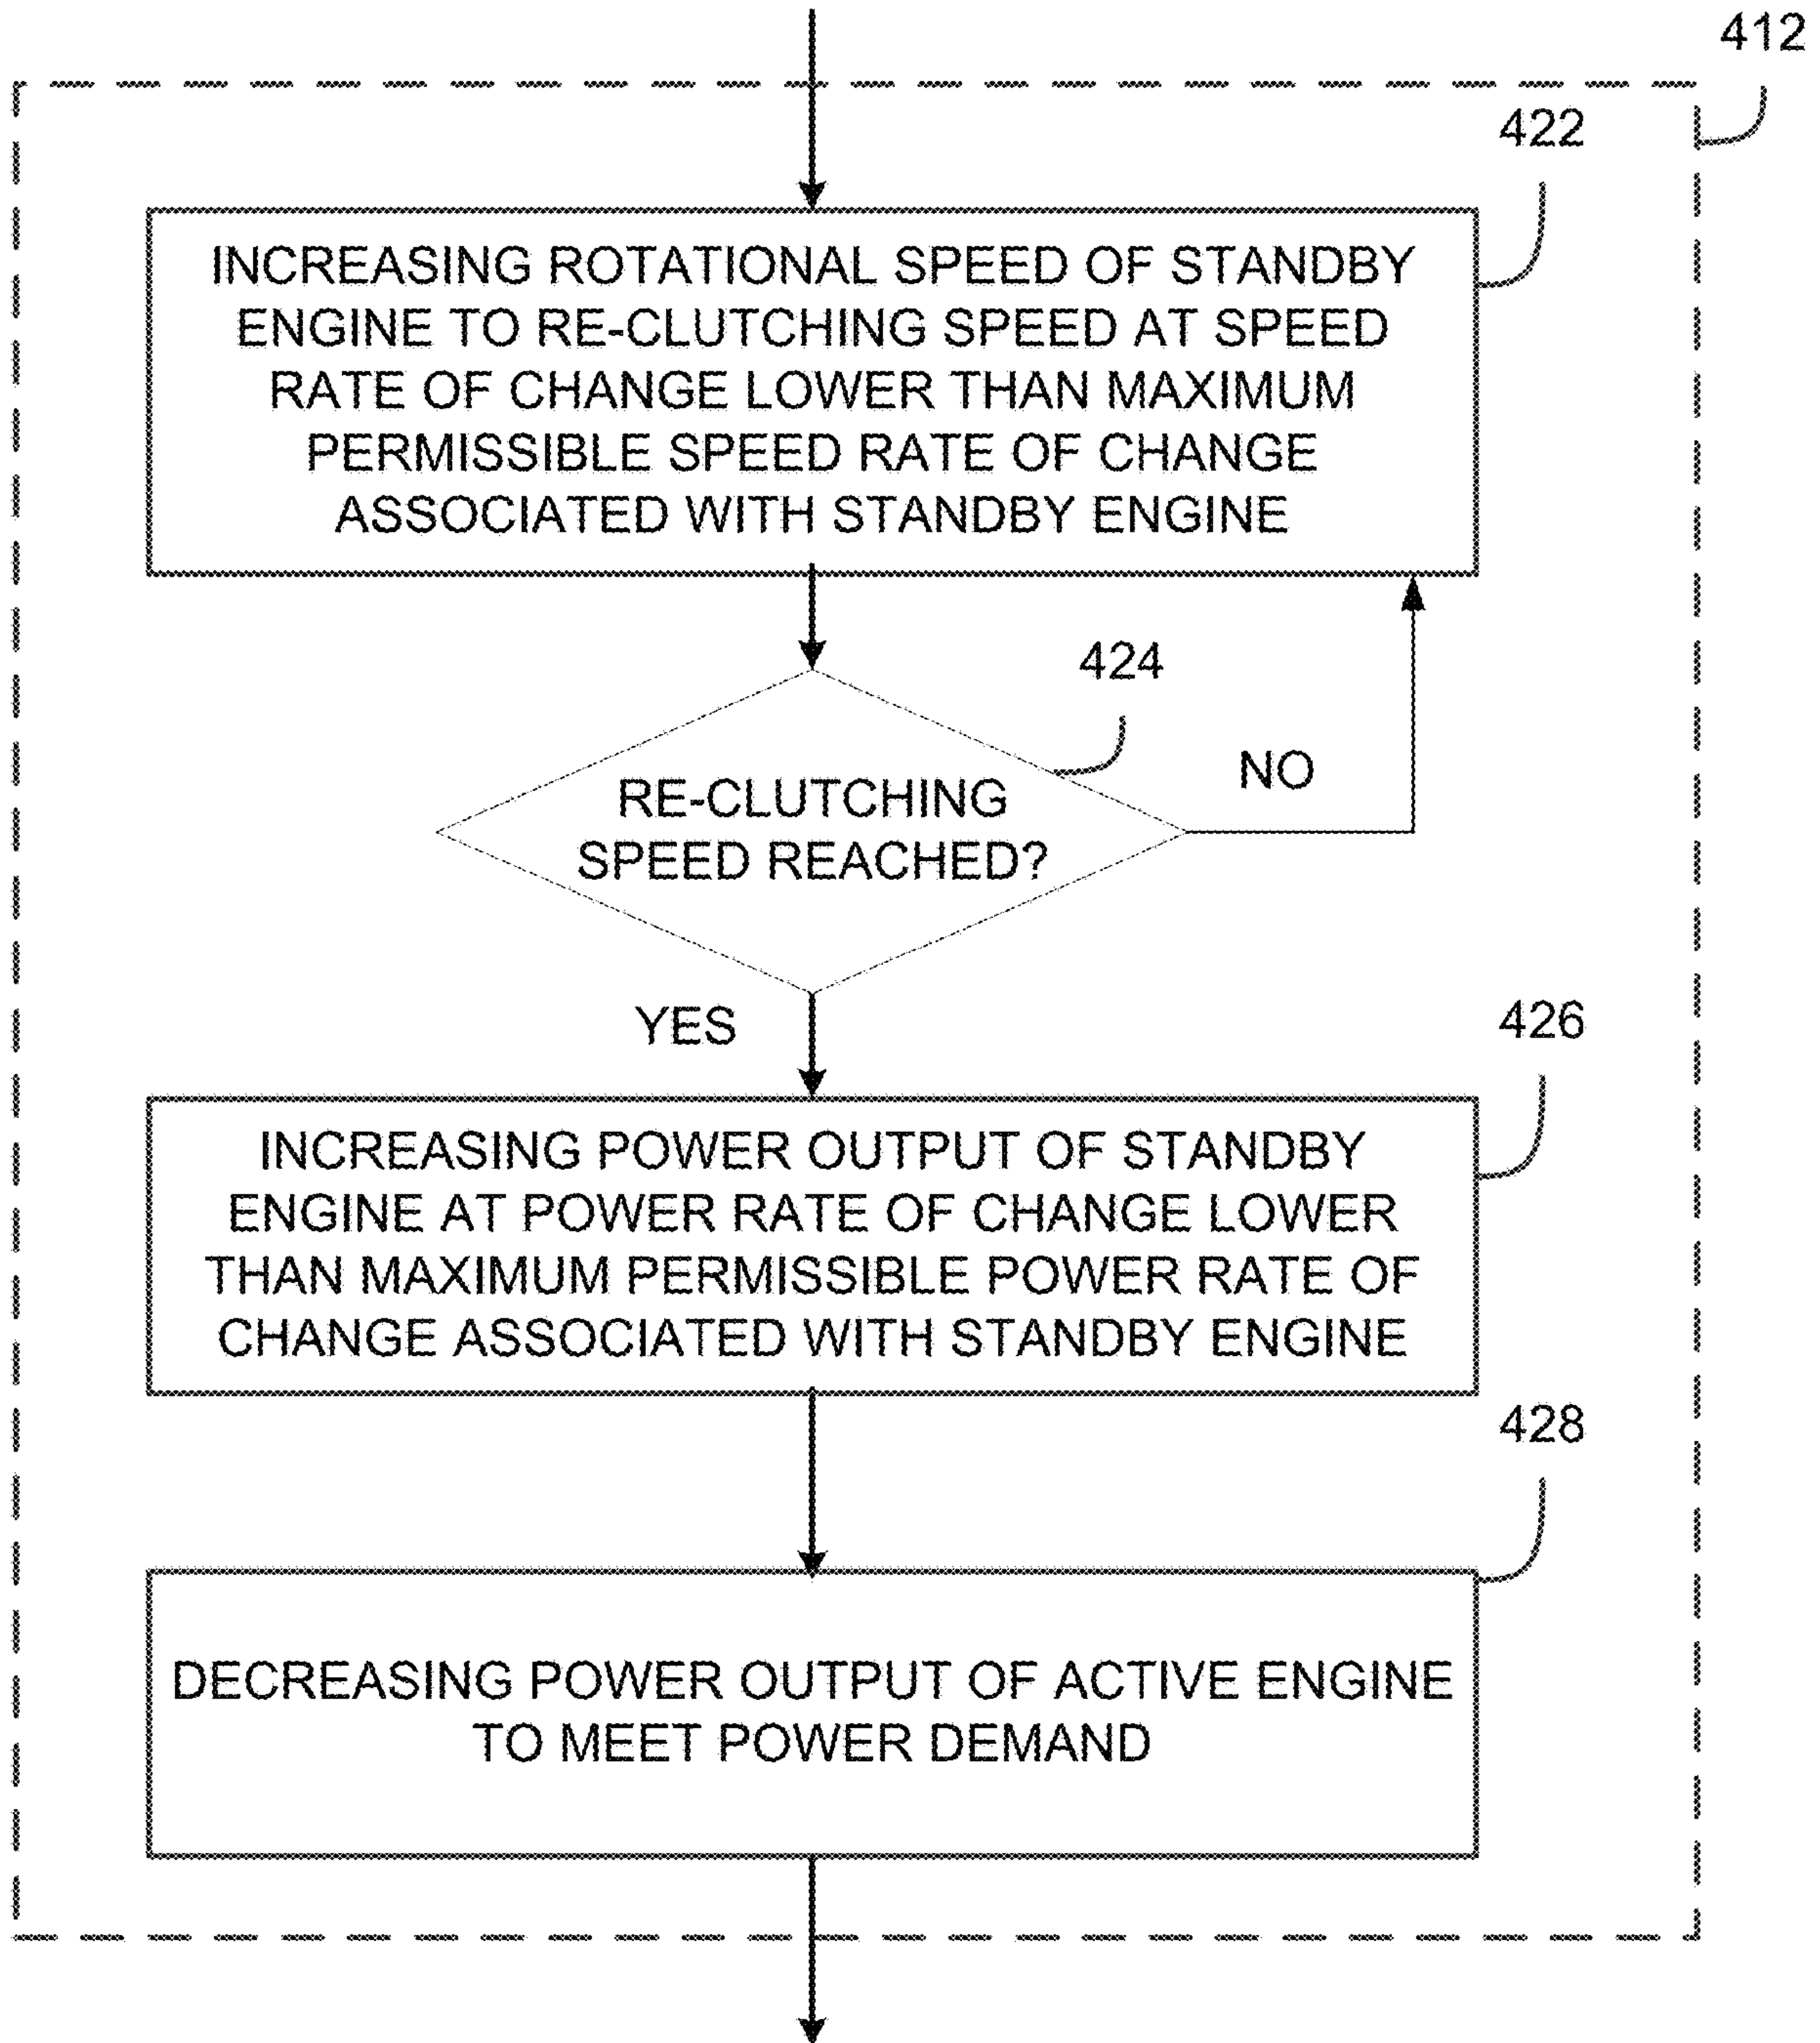 412
422
INCREASING ROTATIONAL SPEED OF STANDBY
ENGINE TO RE-CLUTCHING SPEED AT SPEED
RATE OF CHANGE LOWER THAN MAXIMUM
PERMISSIBLE SPEED RATE OF CHANGE
ASSOCIATED WITH STANDBY ENGINE
424
NO
RE-CLUTCHING
SPEED REACHED?
YES
426
INCREASING POWER OUTPUT OF STANDBY
ENGINE AT POWER RATE OF CHANGE LOWER
THAN MAXIMUM PERMISSIBLE POWER RATE OF
CHANGE ASSOCIATED WITH STANDBY ENGINE
428
DECREASING POWER OUTPUT OF ACTIVE ENGINE
TO MEET POWER DEMAND